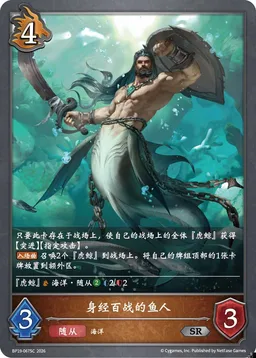 4
只要此卡存在于战场上，使自己的战场上的全体『虎鲸』获得
【突进】【指定攻击】。
入场曲 召唤2个『虎鲸』到战场上。将自己的牌组顶部的1张卡
牌放置到额外区。
『虎鲸』 海洋・随从 2 2/2
身经百战的鱼人
3
随从 海洋
SR
3
© Cygames, Inc. Published by NetEase Games